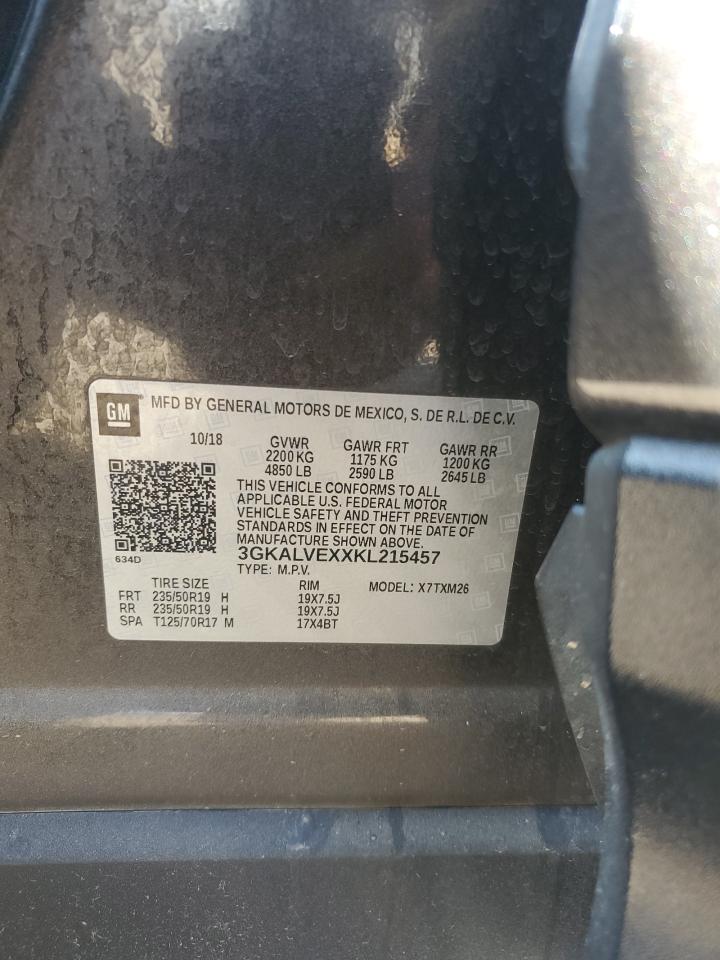 GM MFD BY GENERAL MOTORS DE MEXICO, S. DE R.L. DE C.V.
10/18 GVWR GAWR FRT GAWR RR
2200 KG 1175 KG 1200 KG
4850 LB 2590 LB 2645 LB
THIS VEHICLE CONFORMS TO ALL
APPLICABLE U.S. FEDERAL MOTOR
VEHICLE SAFETY AND THEFT PREVENTION
STANDARDS IN EFFECT ON THE DATE OF
MANUFACTURE SHOWN ABOVE.
634D 3GKALVEXXKL215457
TYPE: M.P.V.
TIRE SIZE RIM MODEL: X7TXM26
FRT 235/50R19 H 19X7.5J
RR 235/50R19 H 19X7.5J
SPA T125/70R17 M 17X4BT